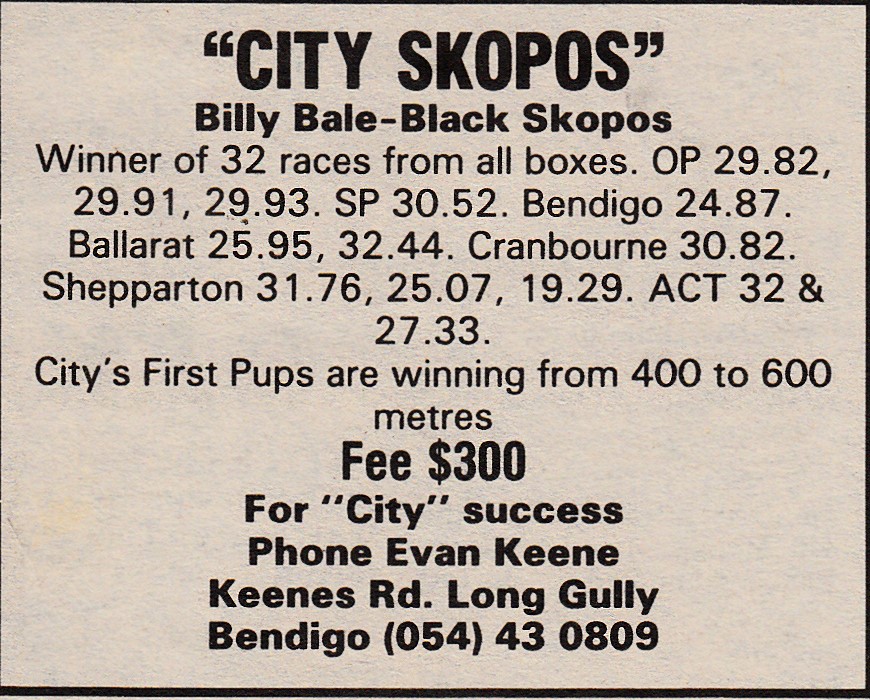 “CITY SKOPOS”
Billy Bale-Black Skopos
Winner of 32 races from all boxes. OP 29.82,
29.91, 29.93. SP 30.52. Bendigo 24.87.
Ballarat 25.95, 32.44. Cranbourne 30.82.
Shepparton 31.76, 25.07, 19.29. ACT 32 &
27.33.
City's First Pups are winning from 400 to 600
metres
Fee $300
For "City" success
Phone Evan Keene
Keenes Rd. Long Gully
Bendigo (054) 43 0809